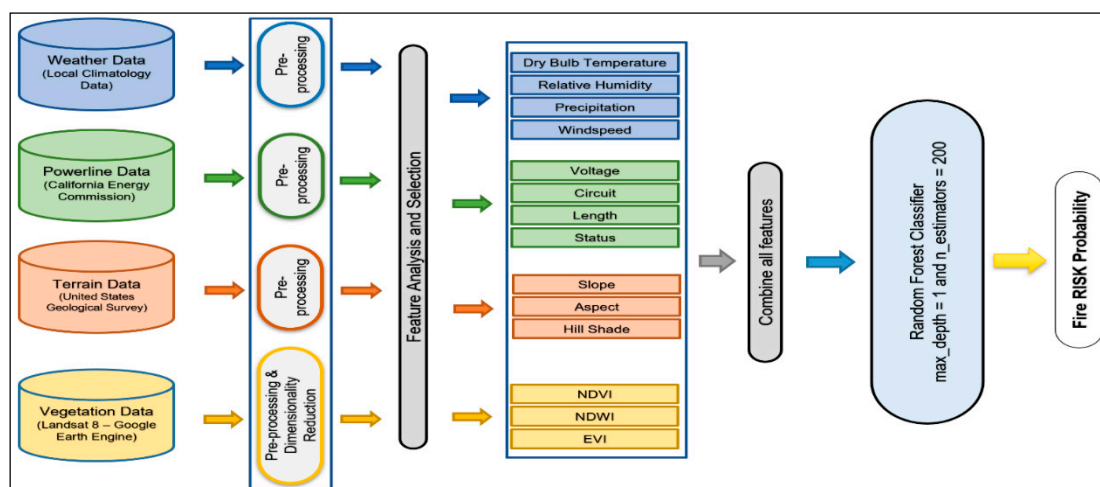 Weather Data
(Local Climatology
Data)
Pre-
processing
Powerline Data
(California Energy
Commission)
Pre-
processing
Terrain Data
(United States
Geological Survey)
Pre-
processing
Vegetation Data
(Landsat 8 – Google
Earth Engine)
Pre-processing &
Dimensionality
Reduction
Feature Analysis and Selection
Dry Bulb Temperature
Relative Humidity
Precipitation
Windspeed
Voltage
Circuit
Length
Status
Slope
Aspect
Hill Shade
NDVI
NDWI
EVI
Combine all features
Random Forest Classifier
max_depth = 1 and n_estimators = 200
Fire RISK Probability